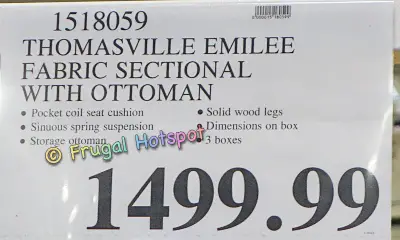 1518059
THOMASVILLE EMILEE
FABRIC SECTIONAL
WITH OTTOMAN
• Pocket coil seat cushion
• Sinuous spring suspension
• Storage ottoman
• Solid wood legs
• Dimensions on box
• 3 boxes
© Frugal Hotspot
1499.99